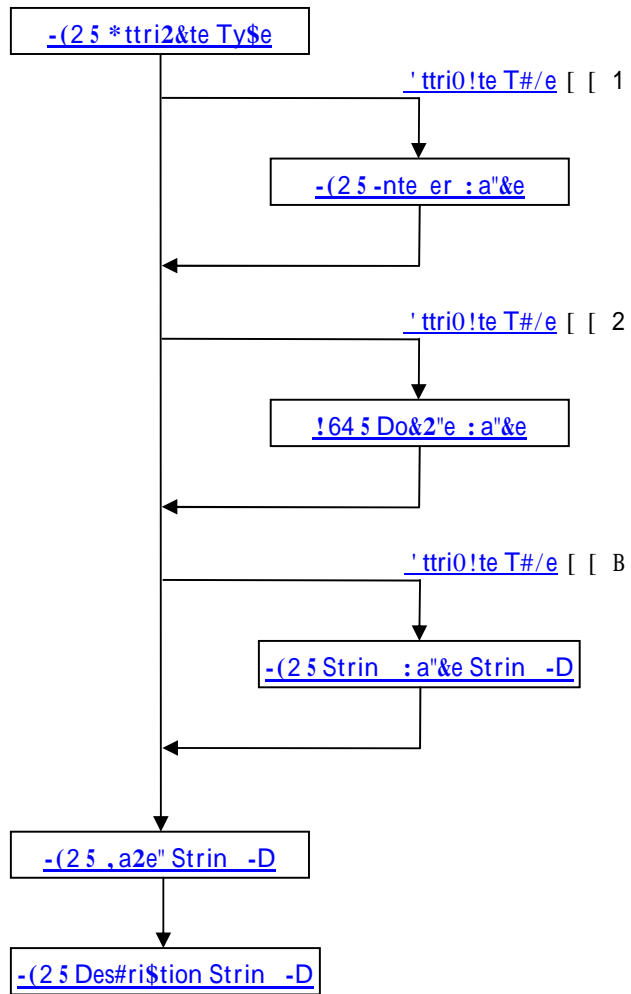 -(2 5 *ttri2&te Ty$e
'ttri0!te T#/e [ [ 1
-(2 5 -nte er :a"&e
'ttri0!te T#/e [ [ 2
!64 5 Do&2"e :a"&e
'ttri0!te T#/e [ [ B
-(2 5 Strin :a"&e Strin -D
-(2 5 ,a2e" Strin -D
-(2 5 Des#ri$tion Strin -D